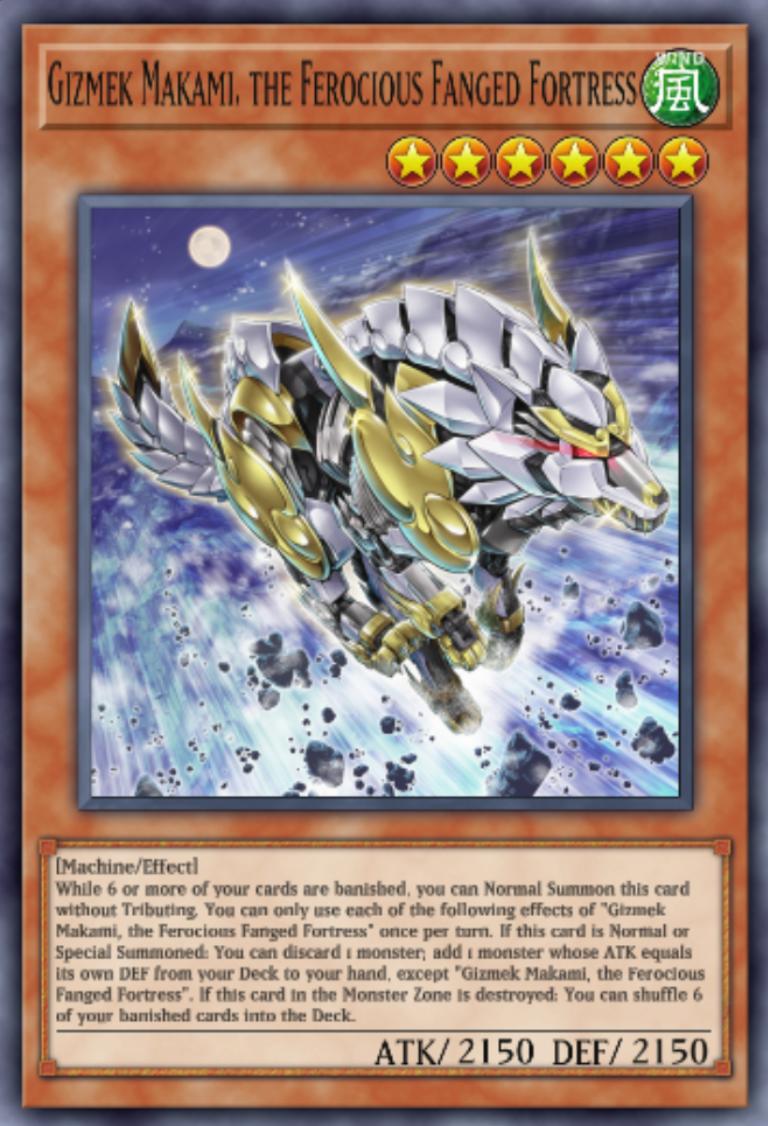 Gizmek Makami, the Ferocious Fanged Fortress
WIND
風
[Machine/Effect]
While 6 or more of your cards are banished, you can Normal Summon this card
without Tributing. You can only use each of the following effects of "Gizmek
Makami, the Ferocious Fanged Fortress" once per turn. If this card is Normal or
Special Summoned: You can discard 1 monster; add 1 monster whose ATK equals
its own DEF from your Deck to your hand, except "Gizmek Makami, the Ferocious
Fanged Fortress". If this card in the Monster Zone is destroyed: You can shuffle 6
of your banished cards into the Deck.
ATK/ 2150 DEF/ 2150